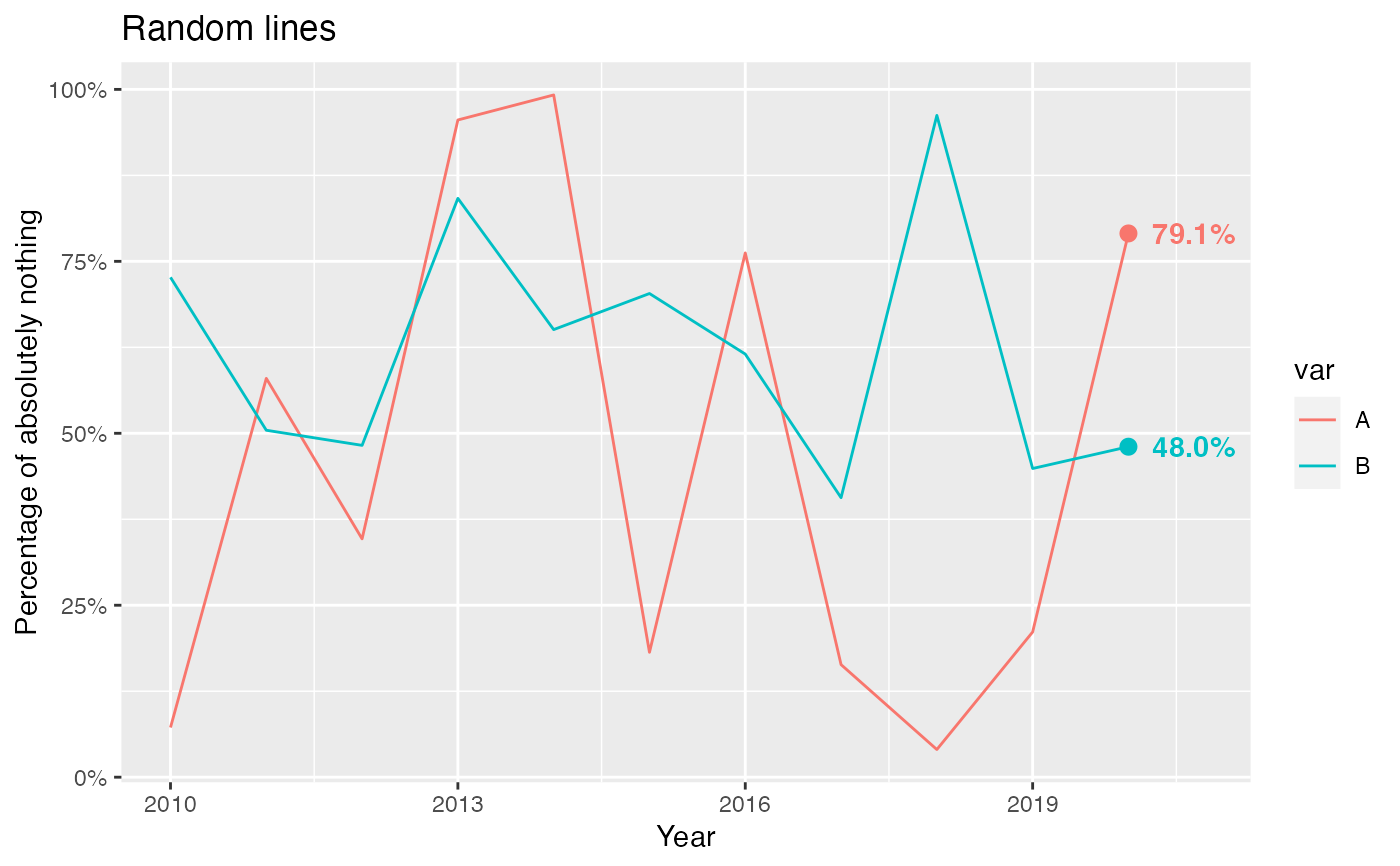 Random lines
Percentage of absolutely nothing
100%
75%
50%
25%
0%
79.1%
48.0%
2010
2013
2016
2019
Year
var
A
B